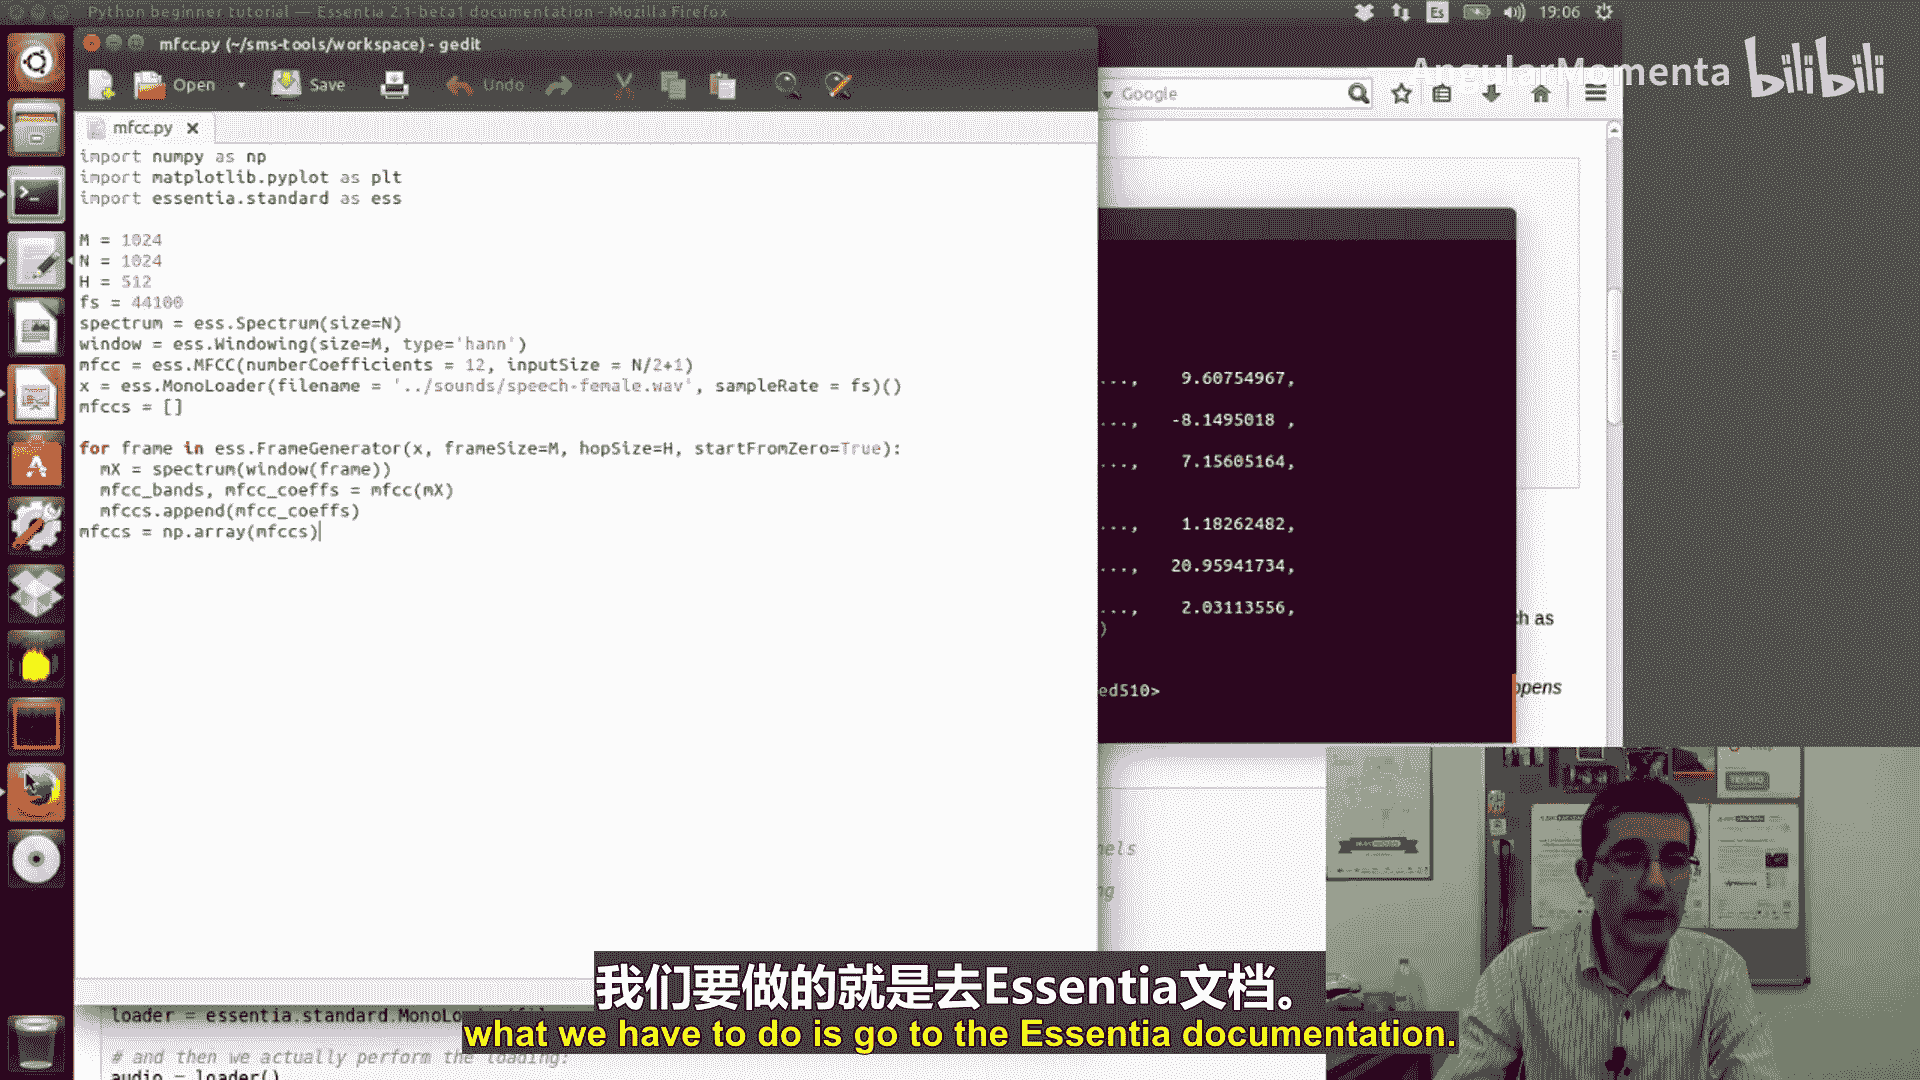 Python beginner tutorial — Essentia 2.1-beta1 documentation - Mozilla Firefox
Es
19:06
mfcc.py (~/sms-tools/workspace) - gedit
AngularMomenta bilibili
Open
Save
Undo
Google
mfcc.py
import numpy as np
import matplotlib.pyplot as plt
import essentia.standard as ess
M = 1024
N = 1024
H = 512
fs = 44100
spectrum = ess.Spectrum(size=N)
window = ess.Windowing(size=M, type='hann')
mfcc = ess.MFCC(numberCoefficients = 12, inputSize = N/2+1)
x = ess.MonoLoader(filename = '../sounds/speech-female.wav', sampleRate = fs)()
mfccs = []
for frame in ess.FrameGenerator(x, frameSize=M, hopSize=H, startFromZero=True):
mX = spectrum(window(frame))
mfcc_bands, mfcc_coeffs = mfcc(mX)
mfccs.append(mfcc_coeffs)
mfccs = np.array(mfccs)
..., 9.60754967,
..., -8.1495018 ,
..., 7.15605164,
..., 1.18262482,
..., 20.95941734,
..., 2.03113556,
)
ed510>
h as
pens
els
ng
我们要做的就是去Essentia文档。
what we have to do is go to the Essentia documentation.
loader = essentia.standard.MonoLo
# and then we actually perform the loading:
audio = loader()